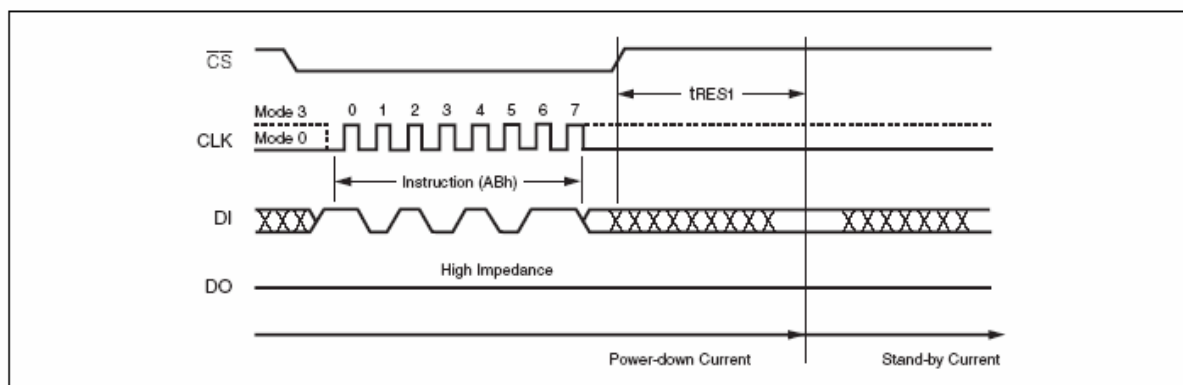 CS
tRES1
Mode 3
0 1 2 3 4 5 6 7
CLK
Mode 0
Instruction (ABh)
DI
High Impedance
DO
Power-down Current
Stand-by Current